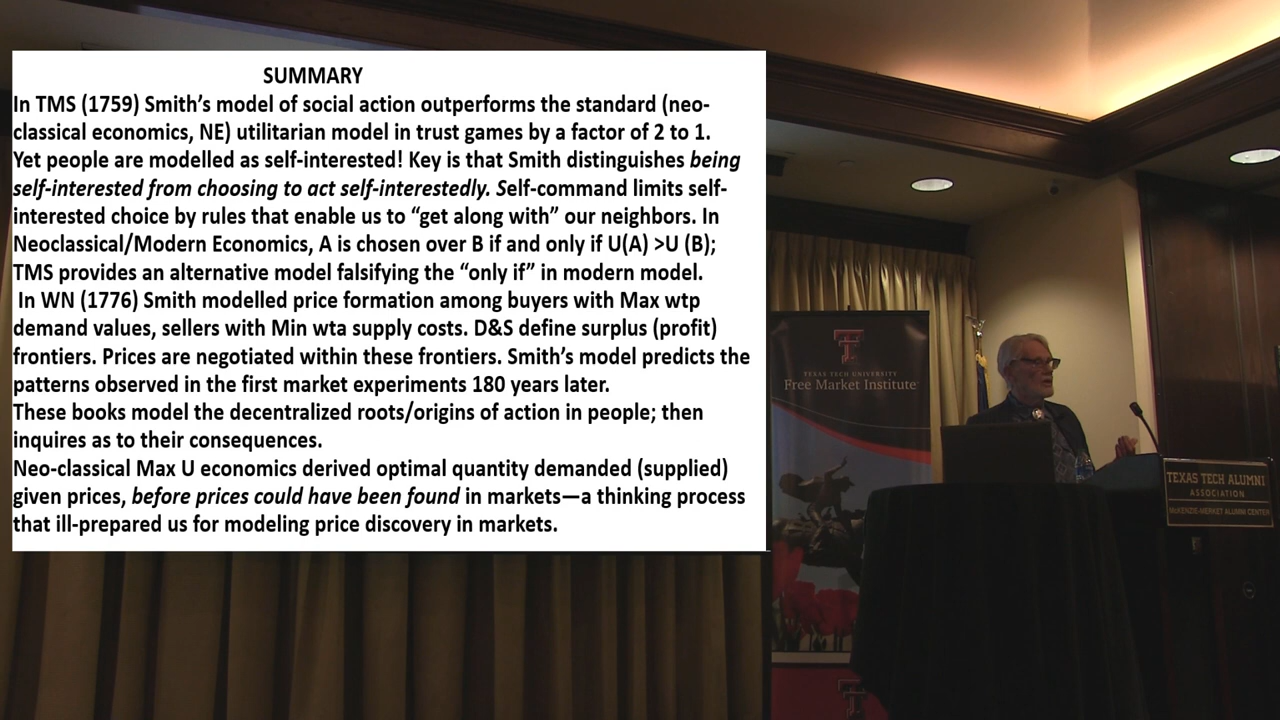 SUMMARY
In TMS (1759) Smith’s model of social action outperforms the standard (neo-
classical economics, NE) utilitarian model in trust games by a factor of 2 to 1.
Yet people are modelled as self-interested! Key is that Smith distinguishes being
self-interested from choosing to act self-interestedly. Self-command limits self-
interested choice by rules that enable us to “get along with” our neighbors. In
Neoclassical/Modern Economics, A is chosen over B if and only if U(A) >U (B);
TMS provides an alternative model falsifying the “only if” in modern model.
In WN (1776) Smith modelled price formation among buyers with Max wtp
demand values, sellers with Min wta supply costs. D&S define surplus (profit)
frontiers. Prices are negotiated within these frontiers. Smith’s model predicts the
patterns observed in the first market experiments 180 years later.
These books model the decentralized roots/origins of action in people; then
inquires as to their consequences.
Neo-classical Max U economics derived optimal quantity demanded (supplied)
given prices, before prices could have been found in markets—a thinking process
that ill-prepared us for modeling price discovery in markets.
TEXAS TECH UNIVERSITY
Free Market Institute
TEXAS TECH ALUMNI
ASSOCIATION
McKENZIE-MERKET ALUMNI CENTER